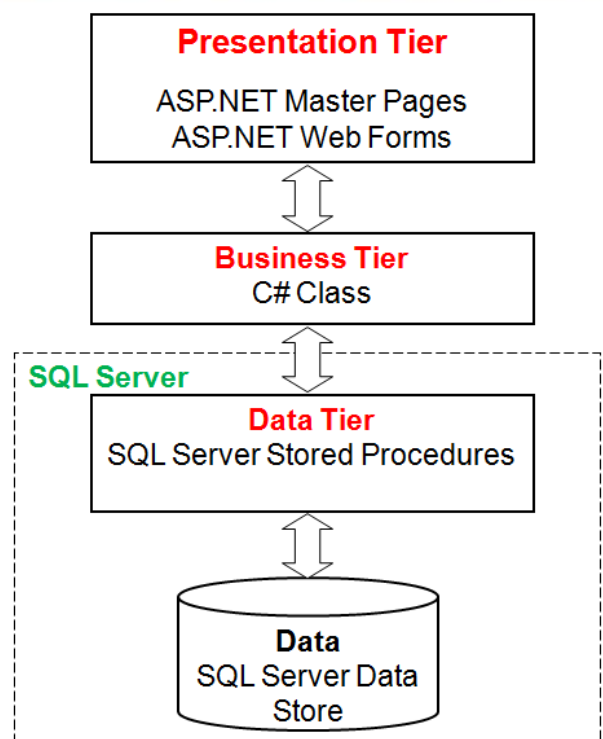 Presentation Tier
ASP.NET Master Pages
ASP.NET Web Forms
Business Tier
C# Class
SQL Server
Data Tier
SQL Server Stored Procedures
Data
SQL Server Data
Store